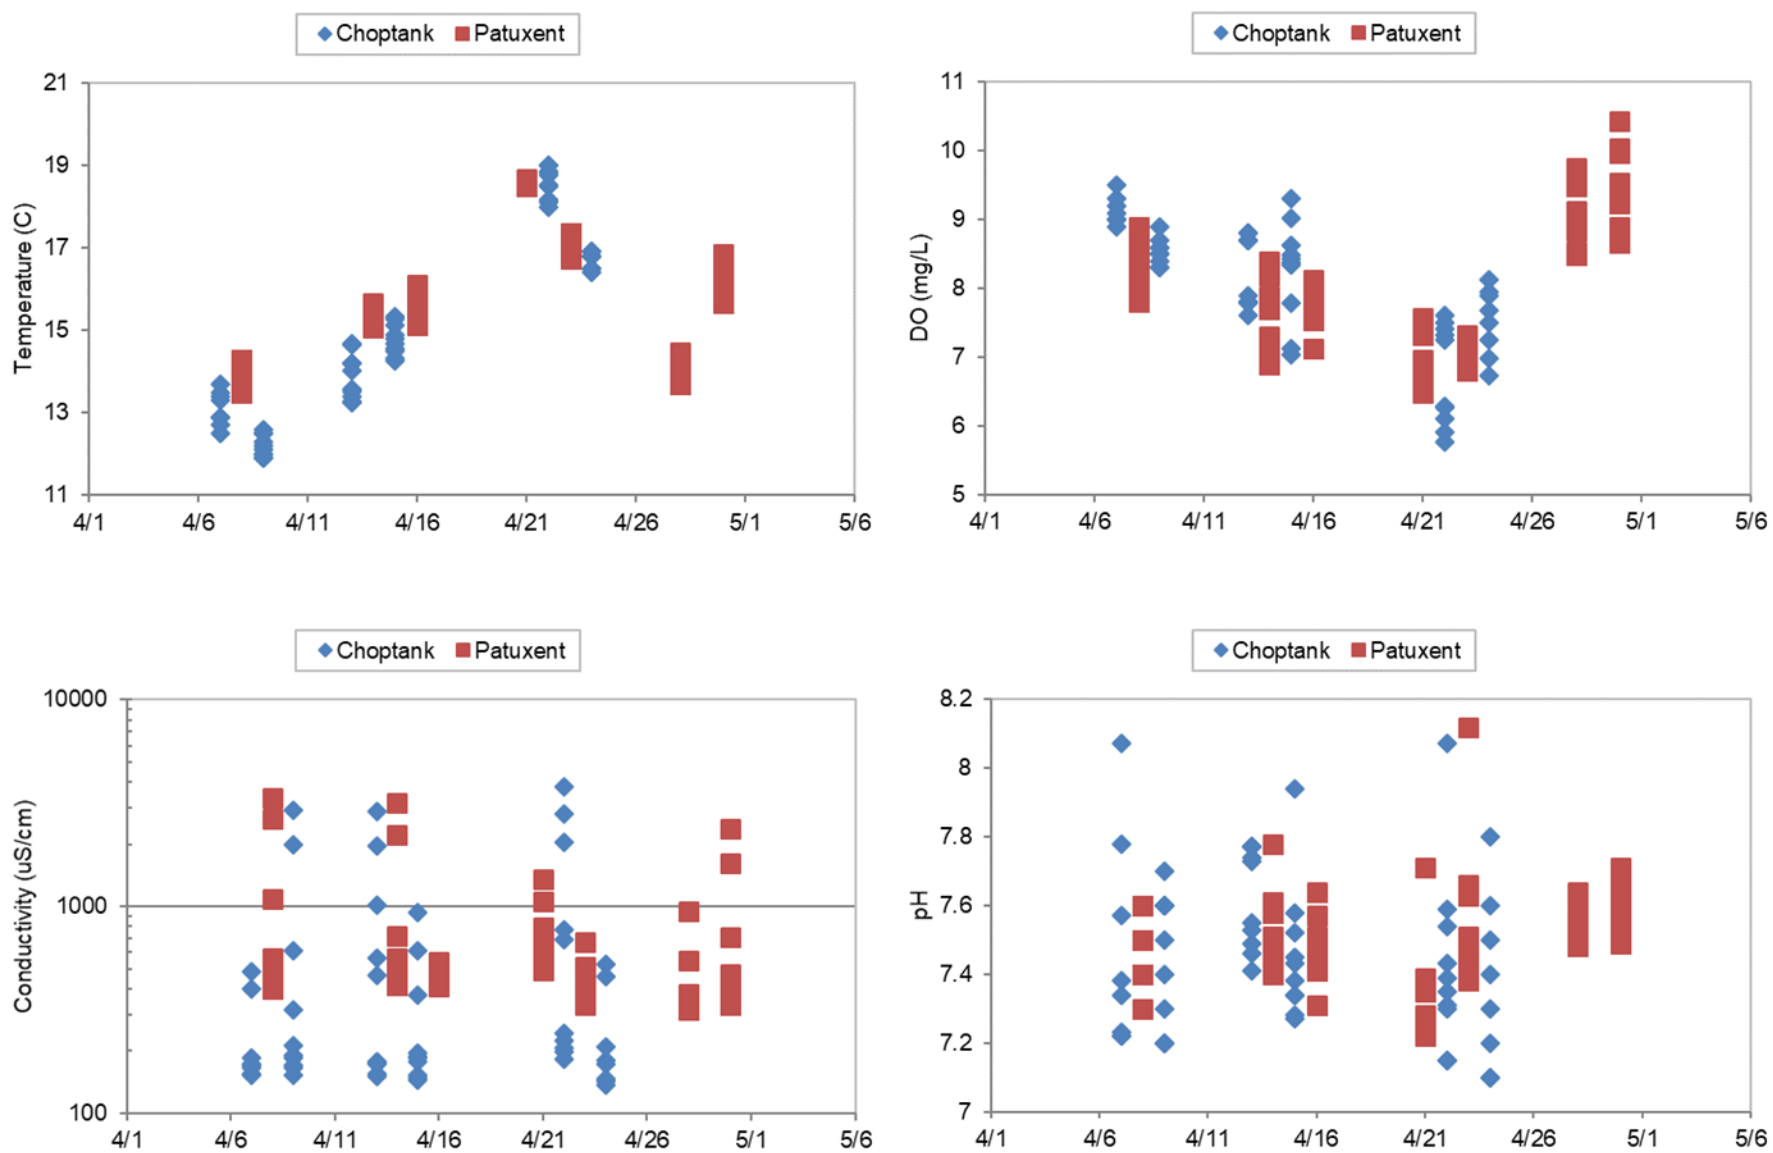 Choptank Patuxent
21
19
17
15
13
11
Temperature (C)
4/1 4/6 4/11 4/16 4/21 4/26 5/1 5/6
Choptank Patuxent
11
10
9
8
7
6
5
DO (mg/L)
4/1 4/6 4/11 4/16 4/21 4/26 5/1 5/6
Choptank Patuxent
10000
1000
100
Conductivity (uS/cm)
4/1 4/6 4/11 4/16 4/21 4/26 5/1 5/6
Choptank Patuxent
8.2
8
7.8
7.6
7.4
7.2
7
pH
4/1 4/6 4/11 4/16 4/21 4/26 5/1 5/6